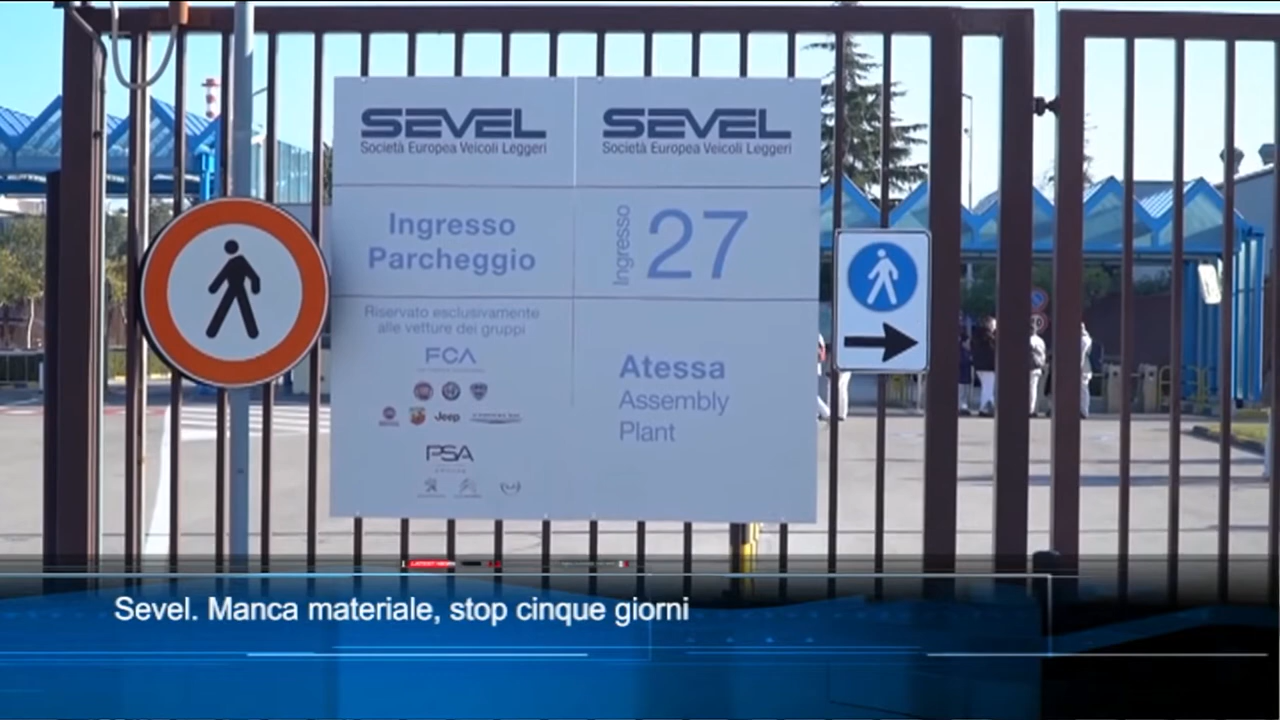 SEVEL
Società Europea Veicoli Leggeri
SEVEL
Società Europea Veicoli Leggeri
Ingresso
Parcheggio
Ingresso
27
Riservato esclusivamente
alle vetture dei gruppi
FCA
Jeep
PSA
Atessa
Assembly
Plant
Sevel. Manca materiale, stop cinque giorni